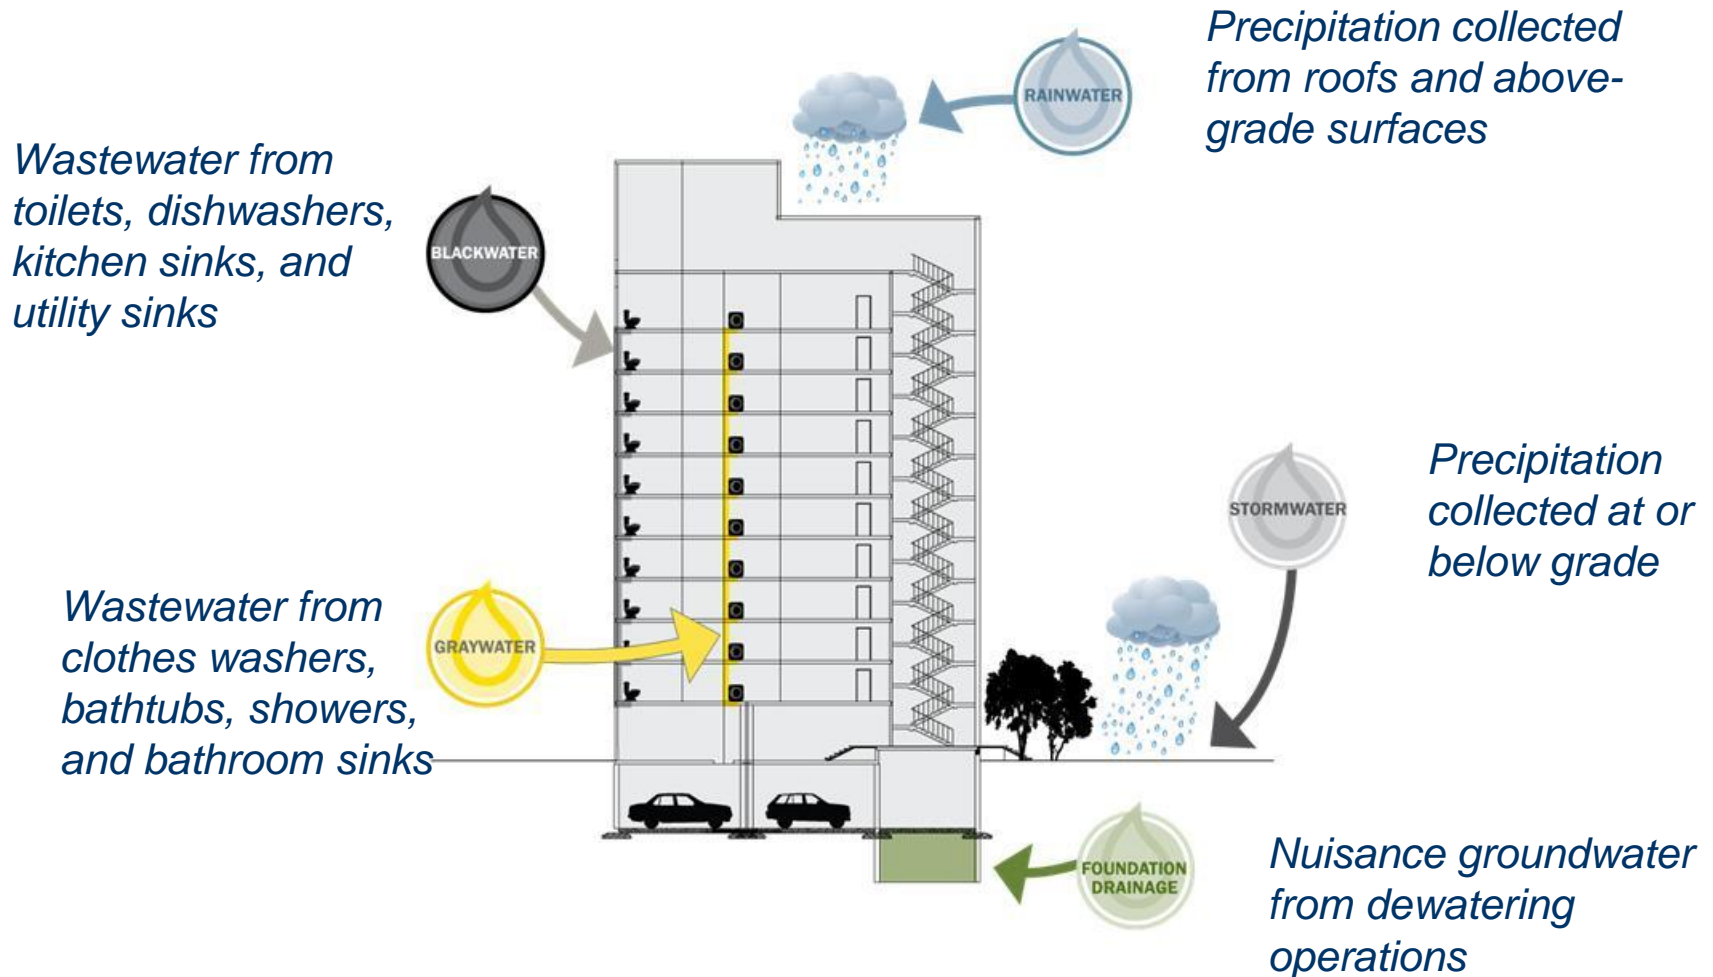 Precipitation collected
from roofs and above-
grade surfaces
RAINWATER
Wastewater from
toilets, dishwashers,
kitchen sinks, and
utility sinks
BLACKWATER
Precipitation
collected at or
below grade
STORMWATER
Wastewater from
clothes washers,
bathtubs, showers,
and bathroom sinks
GRAYWATER
FOUNDATION
DRAINAGE
Nuisance groundwater
from dewatering
operations